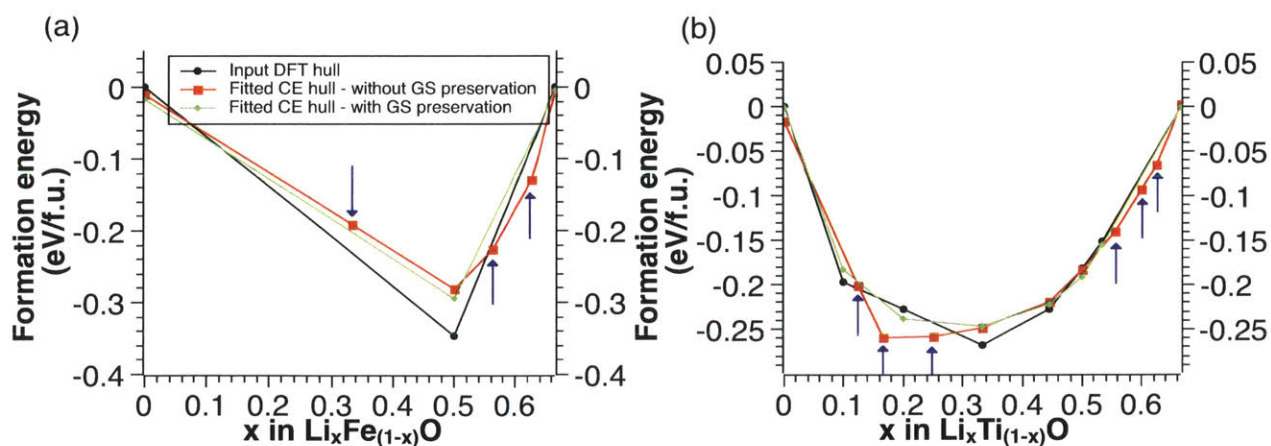 (a)
Input DFT hull
Fitted CE hull - without GS preservation
Fitted CE hull - with GS preservation
0
-0.1
-0.2
-0.3
-0.4
0
-0.1
-0.2
-0.3
-0.4
Formation energy
(eV/f.u.)
0 0.1 0.2 0.3 0.4 0.5 0.6
x in LiₓFe₍₁₋ₓ₎O
(b)
0.05
0
-0.05
-0.1
-0.15
-0.2
-0.25
0.05
0
-0.05
-0.1
-0.15
-0.2
-0.25
Formation energy
(eV/f.u.)
0 0.1 0.2 0.3 0.4 0.5 0.6
x in LiₓTi₍₁₋ₓ₎O